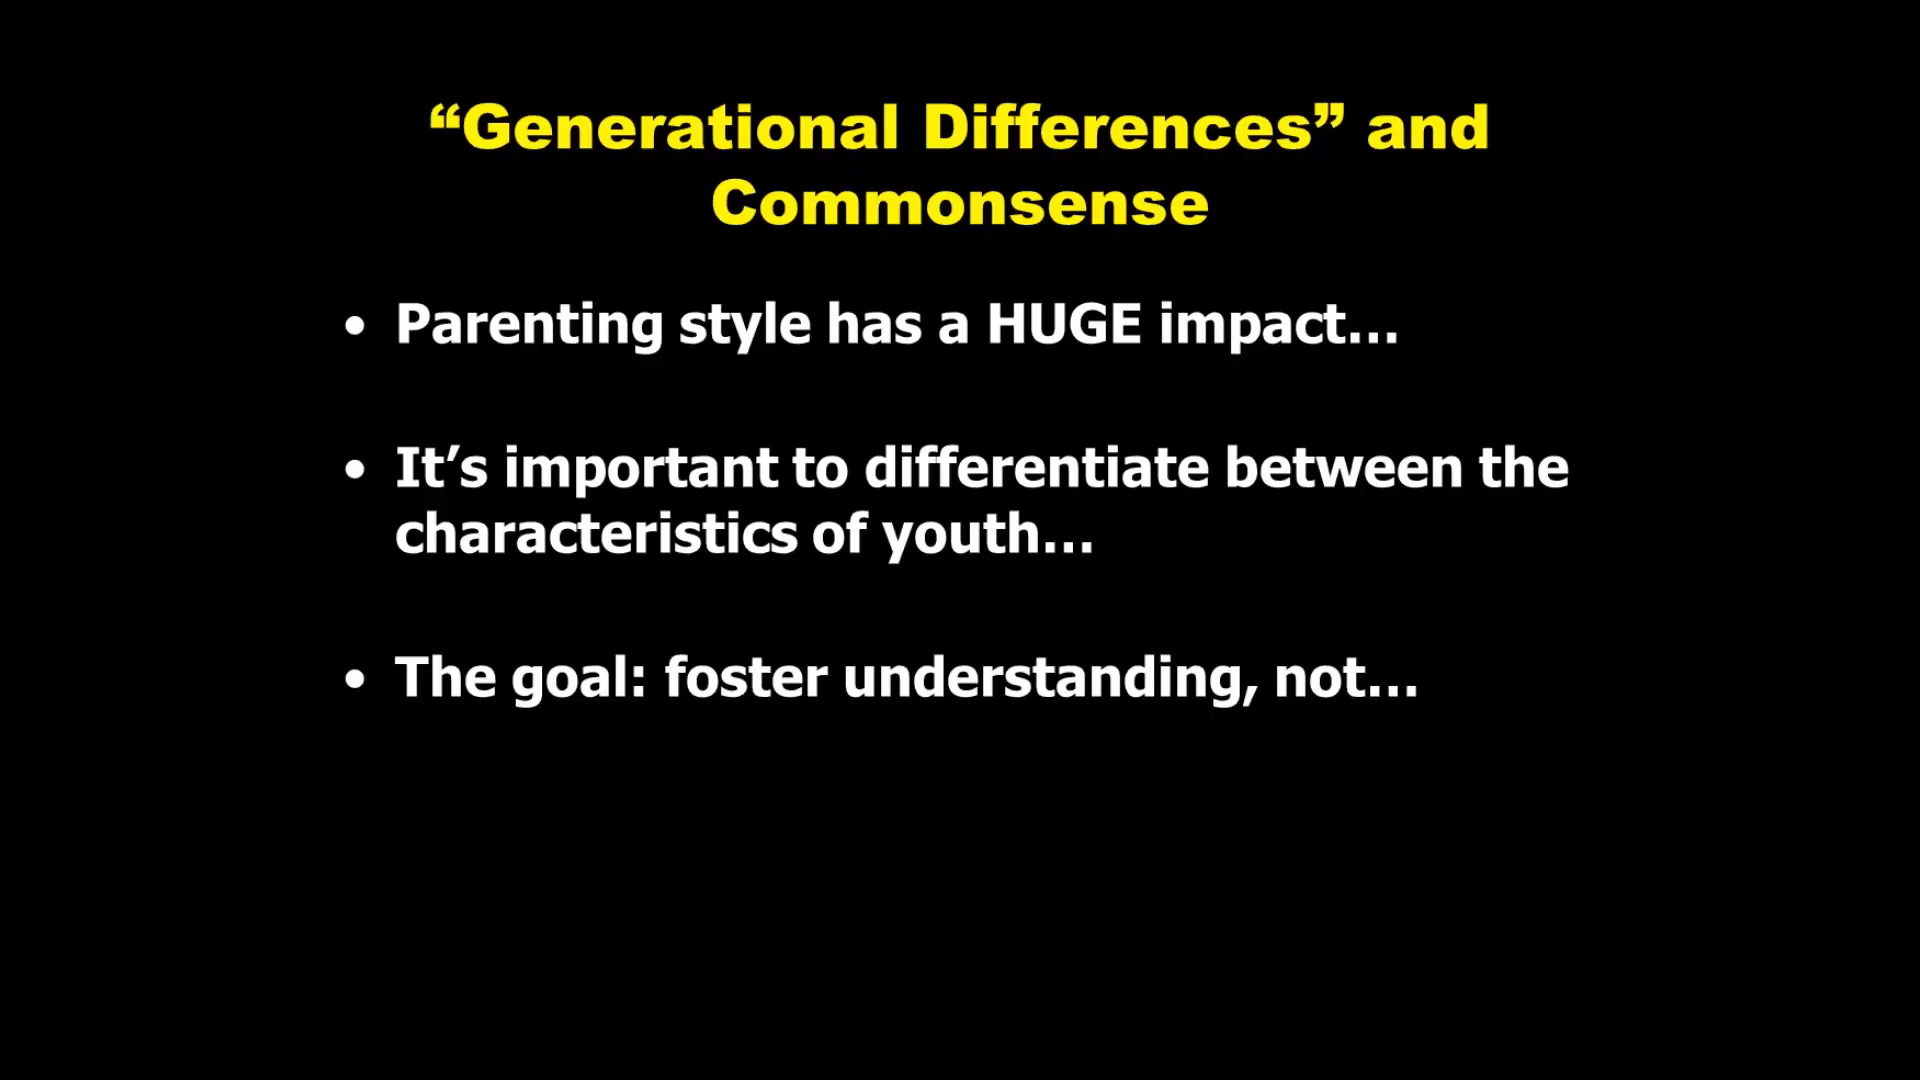 “Generational Differences” and
Commonsense
• Parenting style has a HUGE impact…
• It’s important to differentiate between the
characteristics of youth…
• The goal: foster understanding, not…